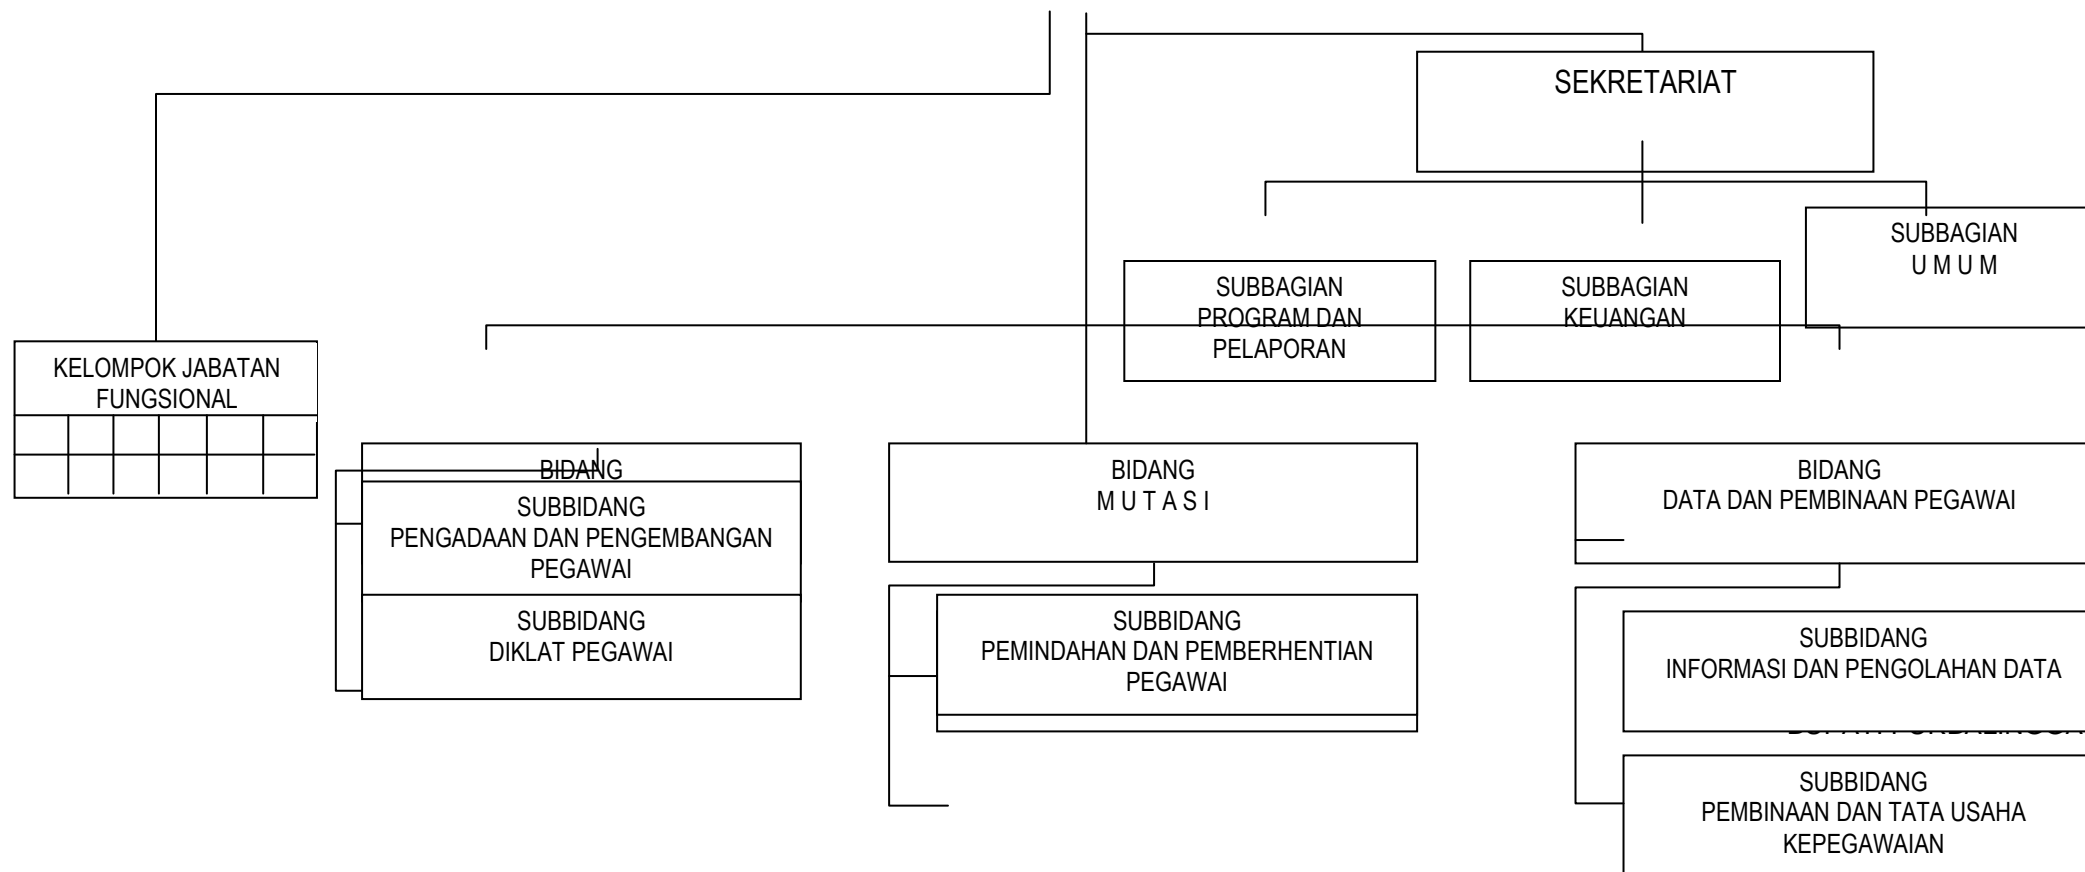 SEKRETARIAT
SUBBAGIAN
U M U M
SUBBAGIAN
PROGRAM DAN
PELAPORAN
SUBBAGIAN
KEUANGAN
KELOMPOK JABATAN
FUNGSIONAL
BIDANG
SUBBIDANG
PENGADAAN DAN PENGEMBANGAN
PEGAWAI
SUBBIDANG
DIKLAT PEGAWAI
BIDANG
M U T A S I
SUBBIDANG
PEMINDAHAN DAN PEMBERHENTIAN
PEGAWAI
BIDANG
DATA DAN PEMBINAAN PEGAWAI
SUBBIDANG
INFORMASI DAN PENGOLAHAN DATA
SUBBIDANG
PEMBINAAN DAN TATA USAHA
KEPEGAWAIAN